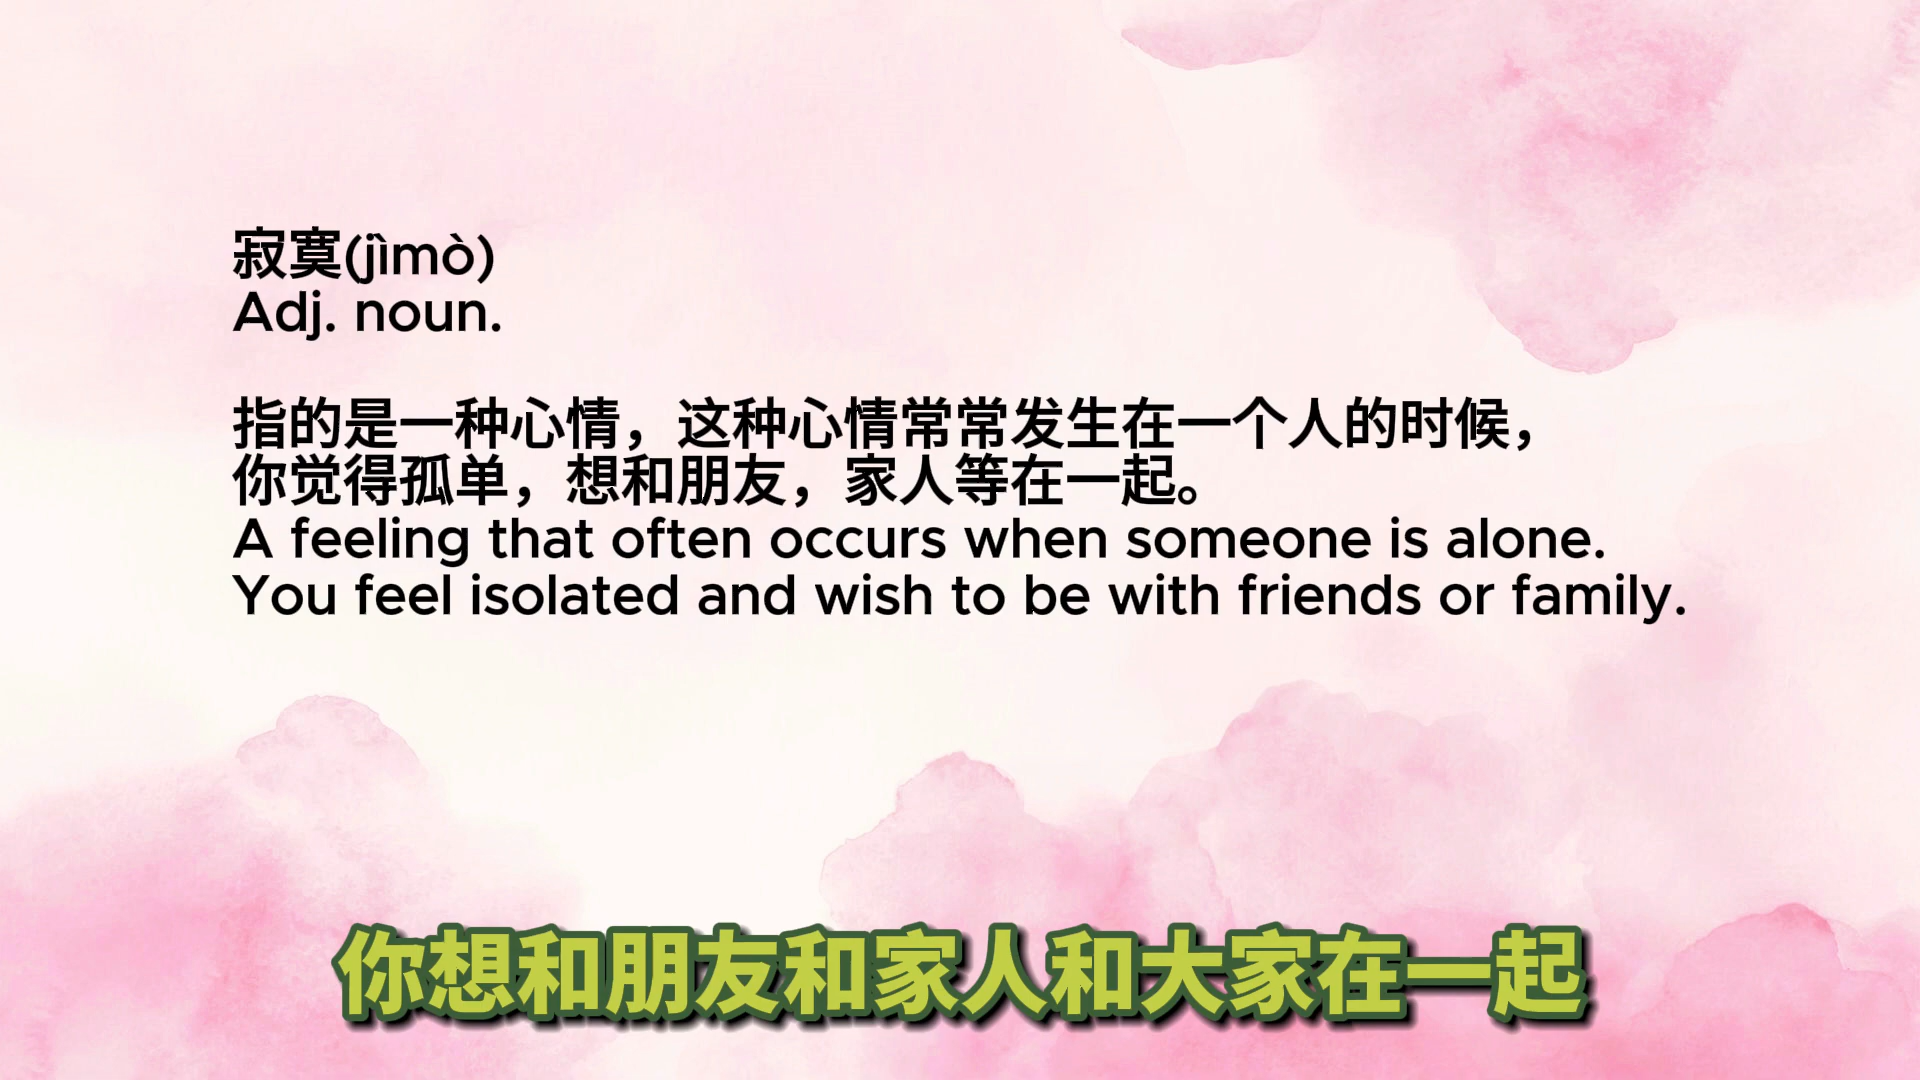 寂寞(jìmò)
Adj. noun.
指的是一种心情，这种心情常常发生在一个人的时候，
你觉得孤单，想和朋友，家人等在一起。
A feeling that often occurs when someone is alone.
You feel isolated and wish to be with friends or family.
你想和朋友和家人和大家在一起